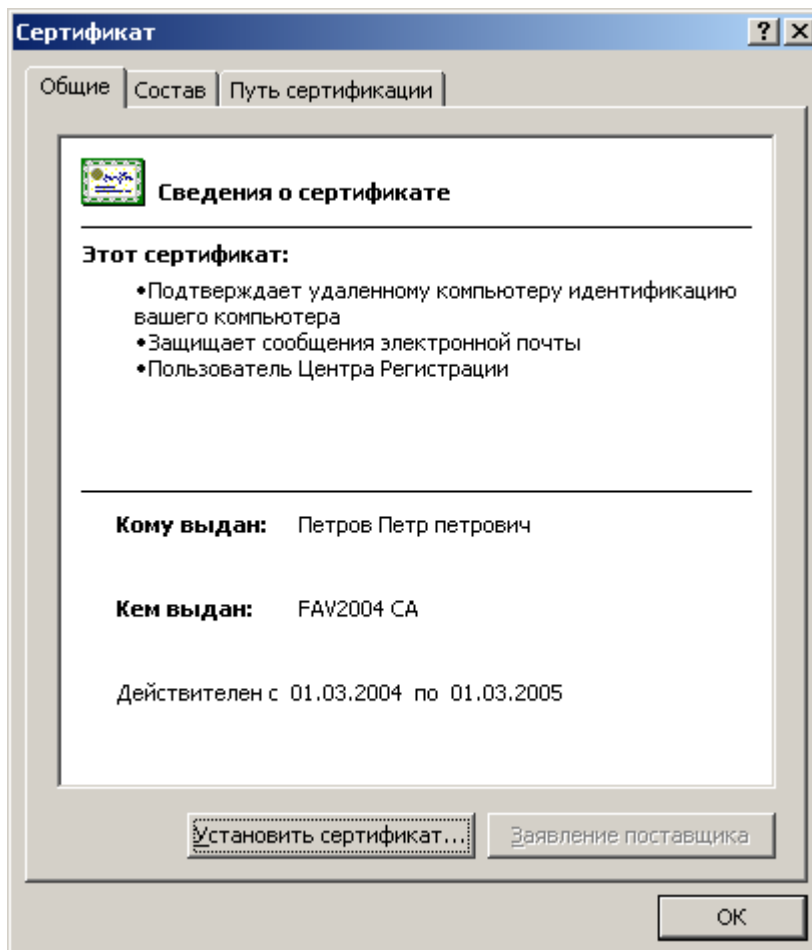 Сертификат
Общие Состав Путь сертификации
Сведения о сертификате
Этот сертификат:
•Подтверждает удаленному компьютеру идентификацию
вашего компьютера
•Защищает сообщения электронной почты
•Пользователь Центра Регистрации
Кому выдан: Петров Петр петрович
Кем выдан: FAV2004 CA
Действителен с 01.03.2004 по 01.03.2005
Установить сертификат... Заявление поставщика
ОК